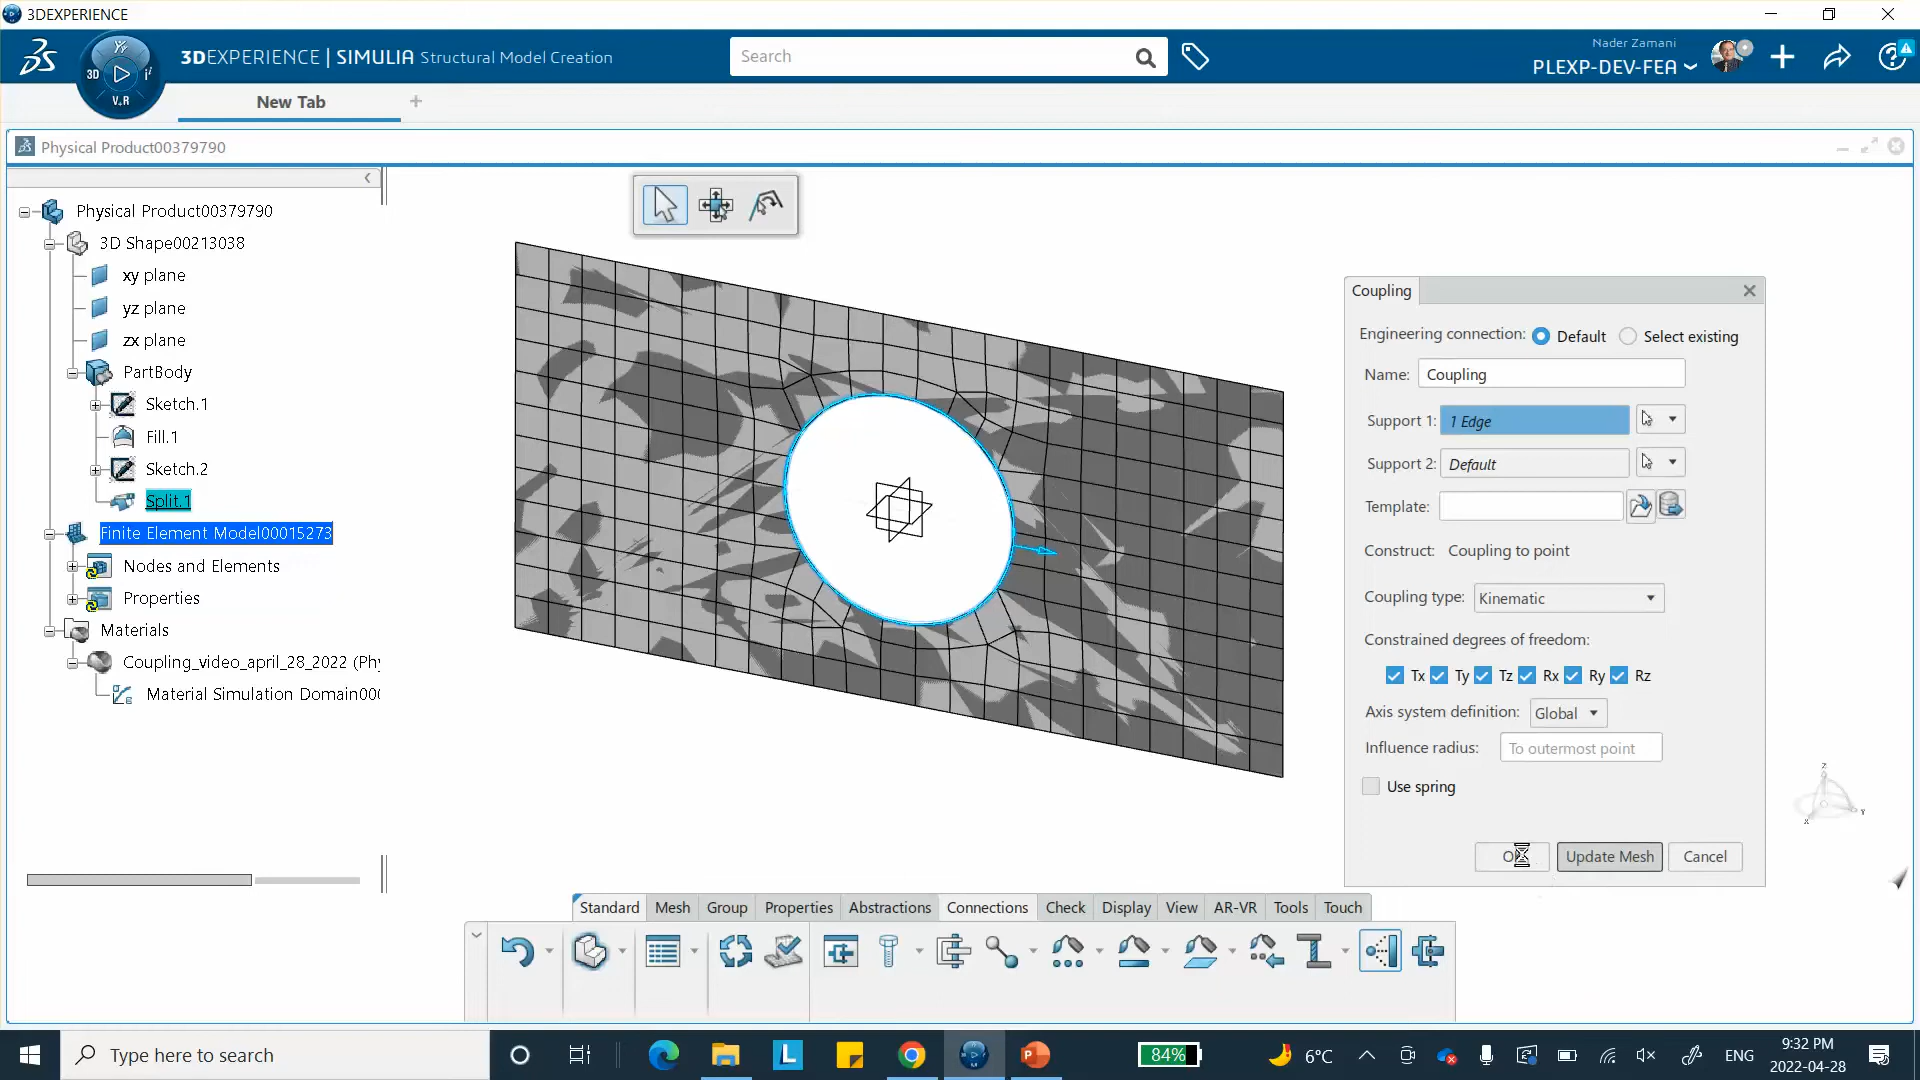 3DEXPERIENCE
3DEXPERIENCE | SIMULIA Structural Model Creation
Search
Nader Zamani
PLEXP-DEV-FEA
3D
V.R
New Tab
Physical Product00379790
Physical Product00379790
3D Shape00213038
xy plane
yz plane
zx plane
PartBody
Sketch.1
Fill.1
Sketch.2
Split.1
Finite Element Model00015273
Nodes and Elements
Properties
Materials
Coupling_video_april_28_2022 (Phy
Material Simulation Domain000
Coupling
Engineering connection: Default Select existing
Name: Coupling
Support 1: 1 Edge
Support 2: Default
Template:
Construct: Coupling to point
Coupling type: Kinematic
Constrained degrees of freedom:
Tx Ty Tz Rx Ry Rz
Axis system definition: Global
Influence radius: To outermost point
Use spring
Update Mesh Cancel
Z
Y
X
Standard Mesh Group Properties Abstractions Connections Check Display View AR-VR Tools Touch
Type here to search
84%
6°C
ENG
9:32 PM
2022-04-28